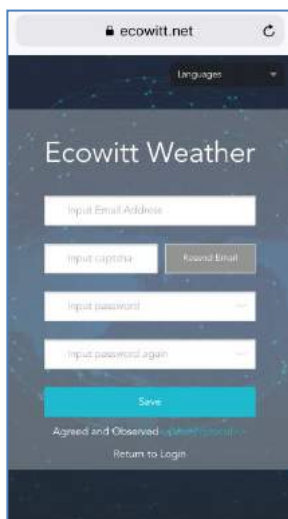 ecowitt.net
Languages
Ecowitt Weather
Input Email Address
Input captcha
Resend Email
Input password
Input password again
Save
Agreed and Observed
Return to Login